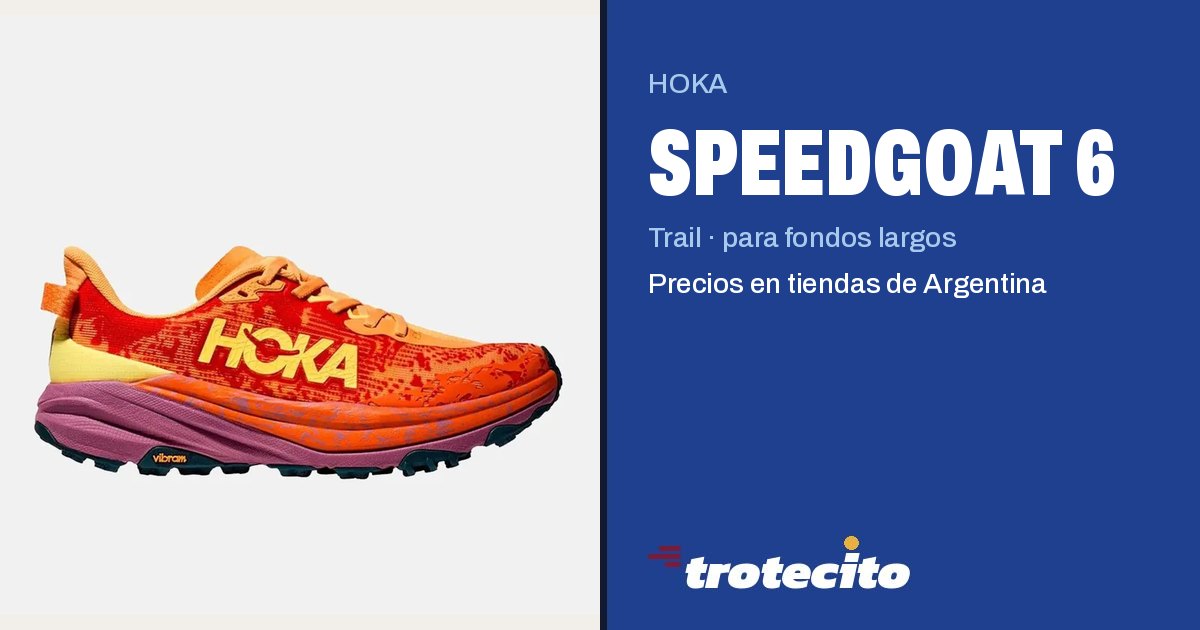 HOKA
vibram
HOKA
SPEEDGOAT 6
Trail · para fondos largos
Precios en tiendas de Argentina
trotecito